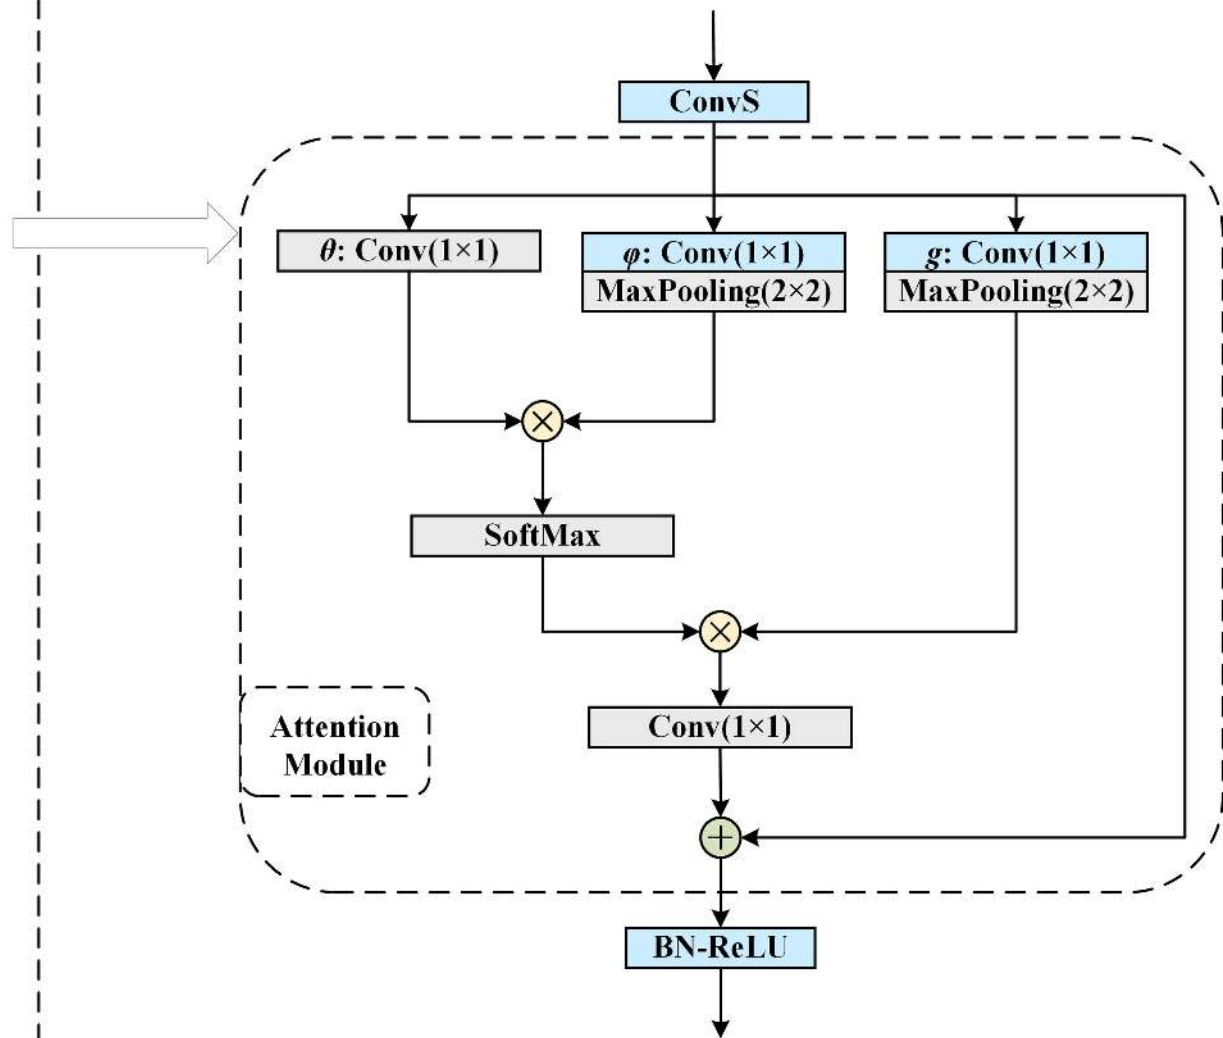 ConvS
θ: Conv(1×1)
φ: Conv(1×1)
MaxPooling(2×2)
g: Conv(1×1)
MaxPooling(2×2)
×
SoftMax
×
Conv(1×1)
Attention
Module
+
BN-ReLU